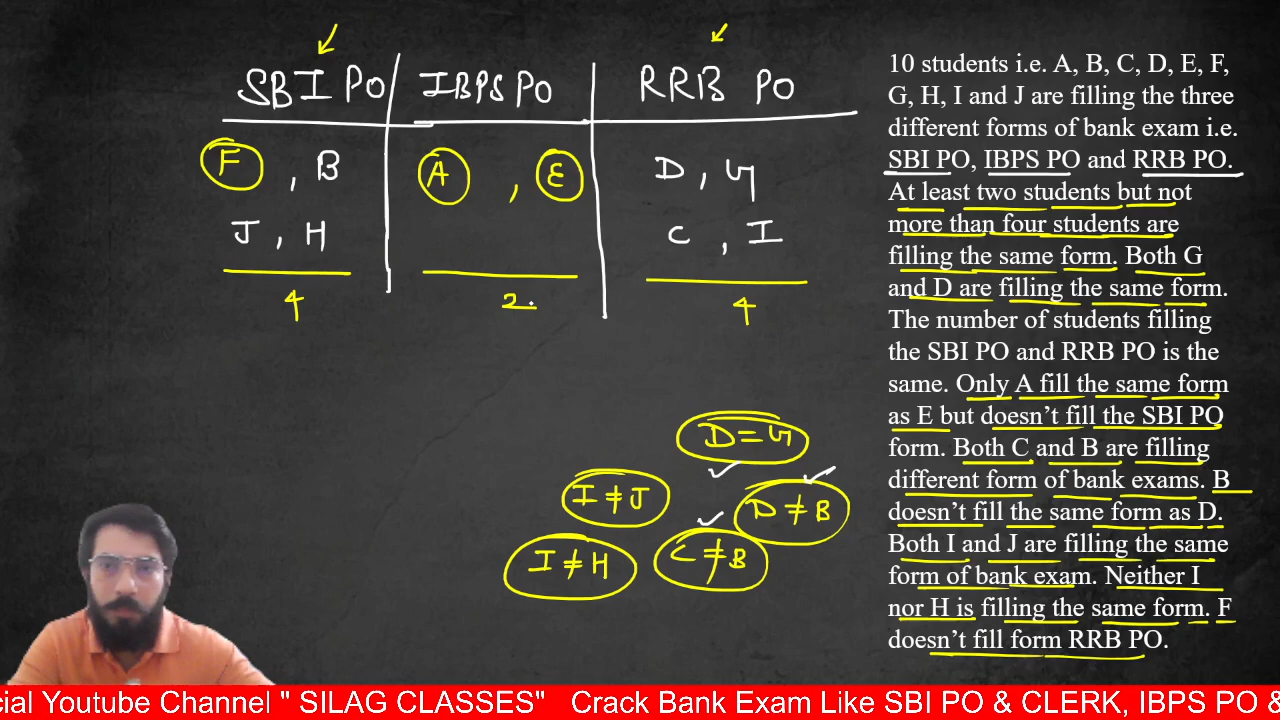 SBI PO
IBPS PO
RRB PO
F , B
A , E
D , G
J , H
C , I
4
2
4
D = G
I ≠ J
D ≠ B
I ≠ H
C ≠ B
10 students i.e. A, B, C, D, E, F,
G, H, I and J are filling the three
different forms of bank exam i.e.
SBI PO, IBPS PO and RRB PO.
At least two students but not
more than four students are
filling the same form. Both G
and D are filling the same form.
The number of students filling
the SBI PO and RRB PO is the
same. Only A fill the same form
as E but doesn't fill the SBI PO
form. Both C and B are filling
different form of bank exams. B
doesn't fill the same form as D.
Both I and J are filling the same
form of bank exam. Neither I
nor H is filling the same form. F
doesn't fill form RRB PO.
cial Youtube Channel " SILAG CLASSES" Crack Bank Exam Like SBI PO & CLERK, IBPS PO &